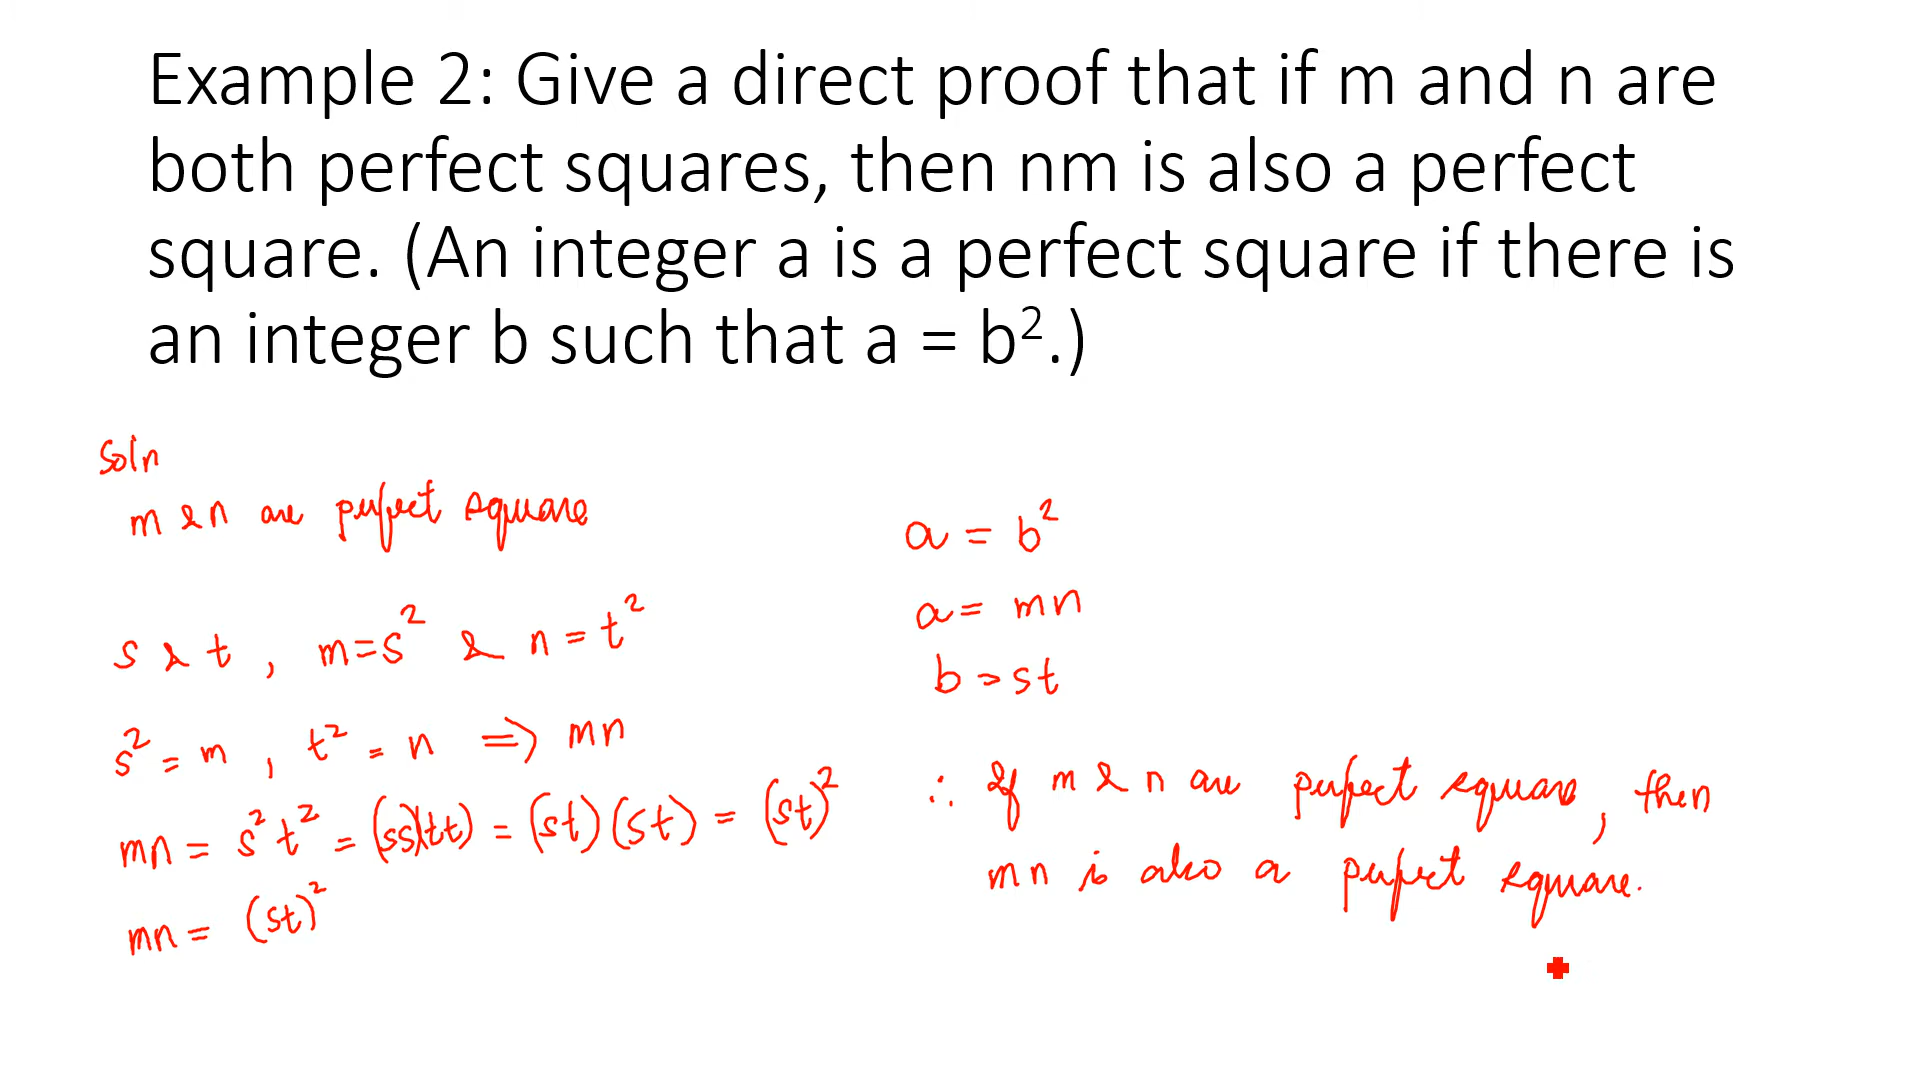 Example 2: Give a direct proof that if m and n are
both perfect squares, then nm is also a perfect
square. (An integer a is a perfect square if there is
an integer b such that a = b².)
Soln
m & n are perfect square
s & t , m=s² & n = t²
s² = m , t² = n ⇒ mn
mn = s² t² = (ss)(tt) = (st)(st) = (st)²
mn = (st)²
a = b²
a = mn
b = st
∴ If m & n are perfect square, then
mn is also a perfect square.